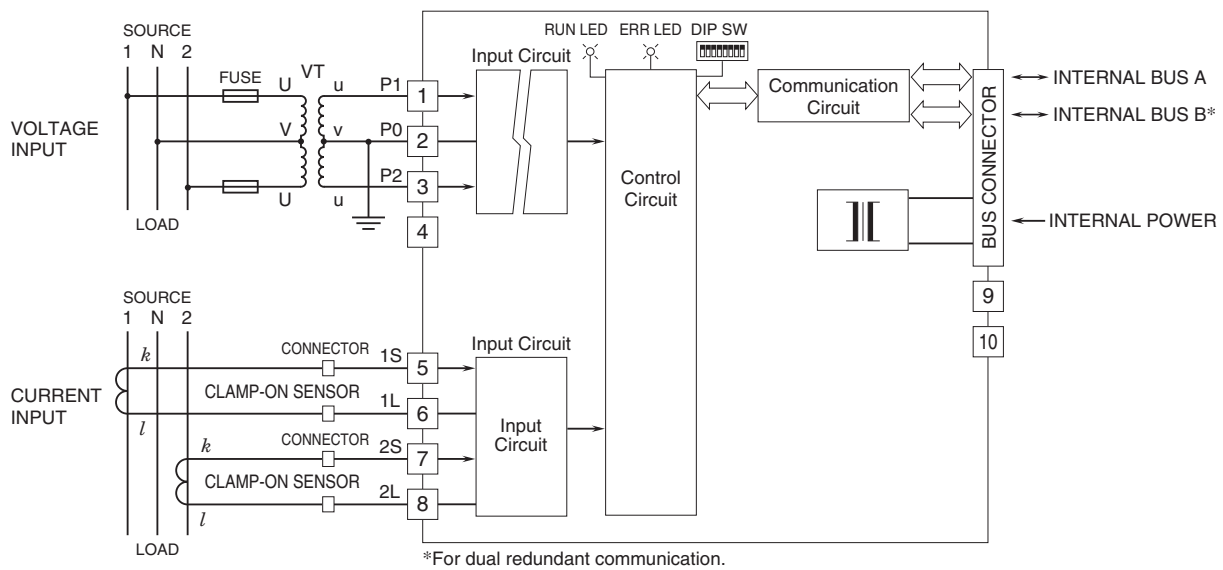 SOURCE
1 N 2
FUSE
U
VT
u
P1
1
V
v
P0
2
U
u
P2
3
4
VOLTAGE
INPUT
LOAD
Input Circuit
RUN LED
ERR LED
DIP SW
Control
Circuit
Communication
Circuit
BUS CONNECTOR
INTERNAL BUS A
INTERNAL BUS B*
INTERNAL POWER
9
10
SOURCE
1 N 2
CURRENT
INPUT
k
CONNECTOR
1S
5
CLAMP-ON SENSOR
l
1L
6
k
CONNECTOR
2S
7
CLAMP-ON SENSOR
l
2L
8
LOAD
Input Circuit
Input
Circuit
*For dual redundant communication.